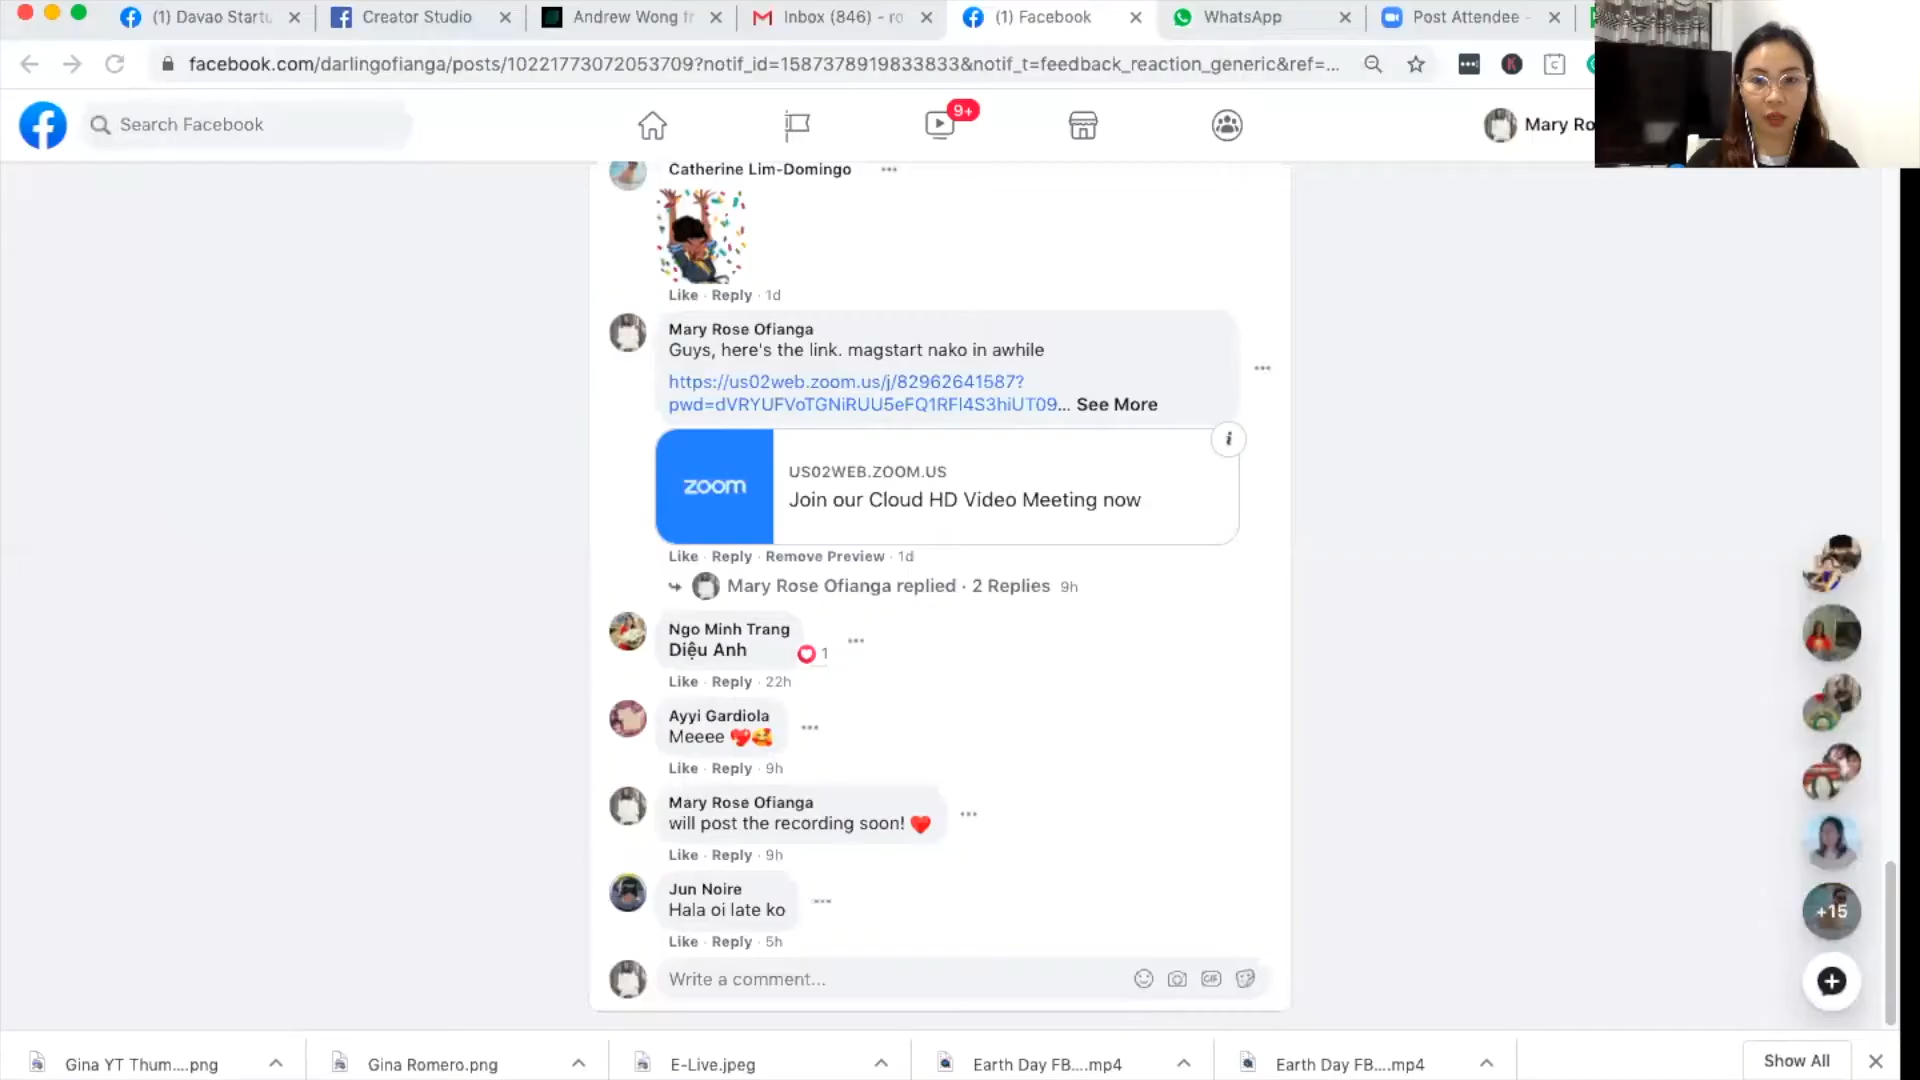 (1) Davao Startu
Creator Studio
Andrew Wong fr
Inbox (846) - ro
(1) Facebook
WhatsApp
Post Attendee -
facebook.com/darlingofianga/posts/10221773072053709?notif_id=1587378919833833&notif_t=feedback_reaction_generic&ref=...
Search Facebook
9+
Mary Ro
Catherine Lim-Domingo
Like · Reply · 1d
Mary Rose Ofianga
Guys, here's the link. magstart nako in awhile
https://us02web.zoom.us/j/82962641587?
pwd=dVRYUFVoTGNiRUU5eFQ1RFl4S3hiUT09... See More
zoom
US02WEB.ZOOM.US
Join our Cloud HD Video Meeting now
Like · Reply · Remove Preview · 1d
Mary Rose Ofianga replied · 2 Replies 9h
Ngo Minh Trang
Diệu Anh
1
Like · Reply · 22h
Ayyi Gardiola
Meeee 💖🥰
Like · Reply · 9h
Mary Rose Ofianga
will post the recording soon! ❤️
Like · Reply · 9h
Jun Noire
Hala oi late ko
Like · Reply · 5h
+15
Write a comment...
GIF
Gina YT Thum....png
Gina Romero.png
E-Live.jpeg
Earth Day FB....mp4
Earth Day FB....mp4
Show All